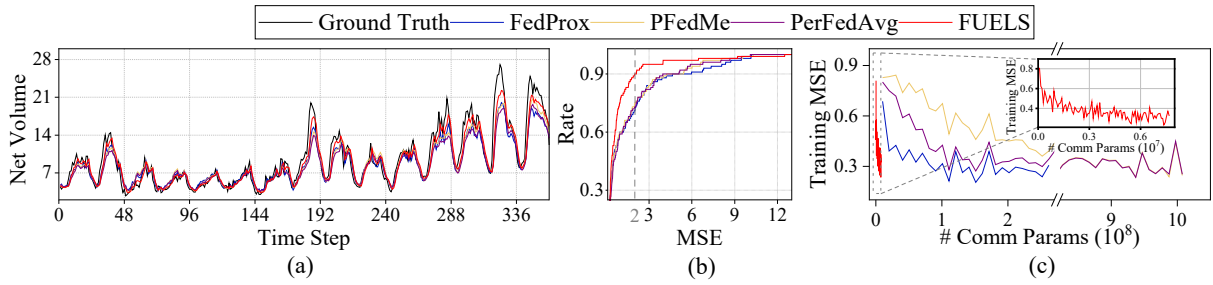 Ground Truth FedProx PFedMe PerFedAvg FUELS
Net Volume
28
21
14
7
0 48 96 144 192 240 288 336
Time Step
(a)
Rate
0.9
0.6
0.3
2 3 6 9 12
MSE
(b)
Training MSE
0.9
0.6
0.3
0 1 2 9 10
# Comm Params (10⁸)
(c)
Training MSE
0.8
0.6
0.4
0.2
0.0 0.3 0.6
# Comm Params (10⁷)